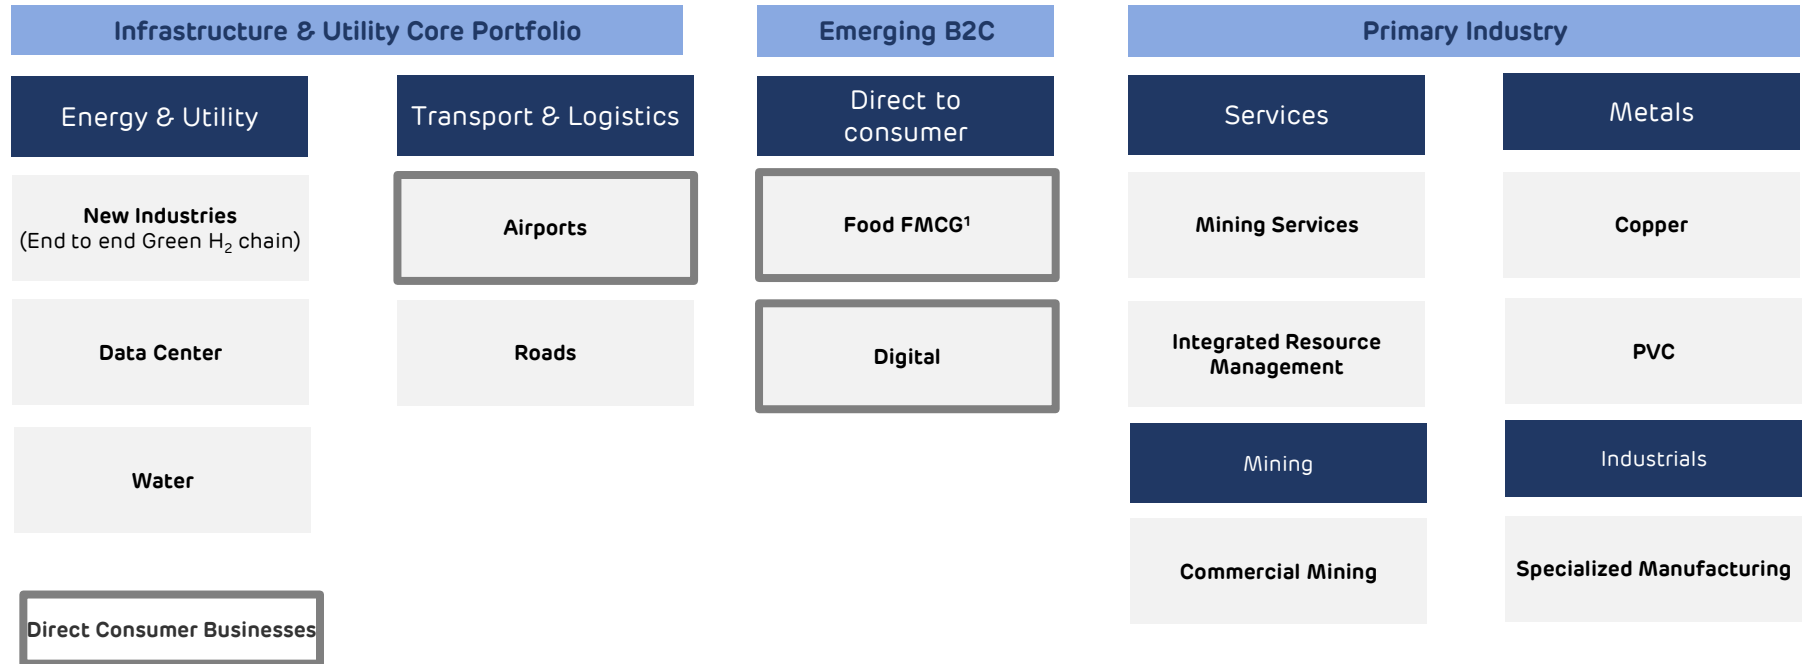 Infrastructure & Utility Core Portfolio
Emerging B2C
Primary Industry
Energy & Utility
Transport & Logistics
Direct to
consumer
Services
Metals
New Industries
(End to end Green H₂ chain)
Airports
Food FMCG¹
Mining Services
Copper
Data Center
Roads
Digital
Integrated Resource
Management
PVC
Water
Mining
Industrials
Commercial Mining
Specialized Manufacturing
Direct Consumer Businesses